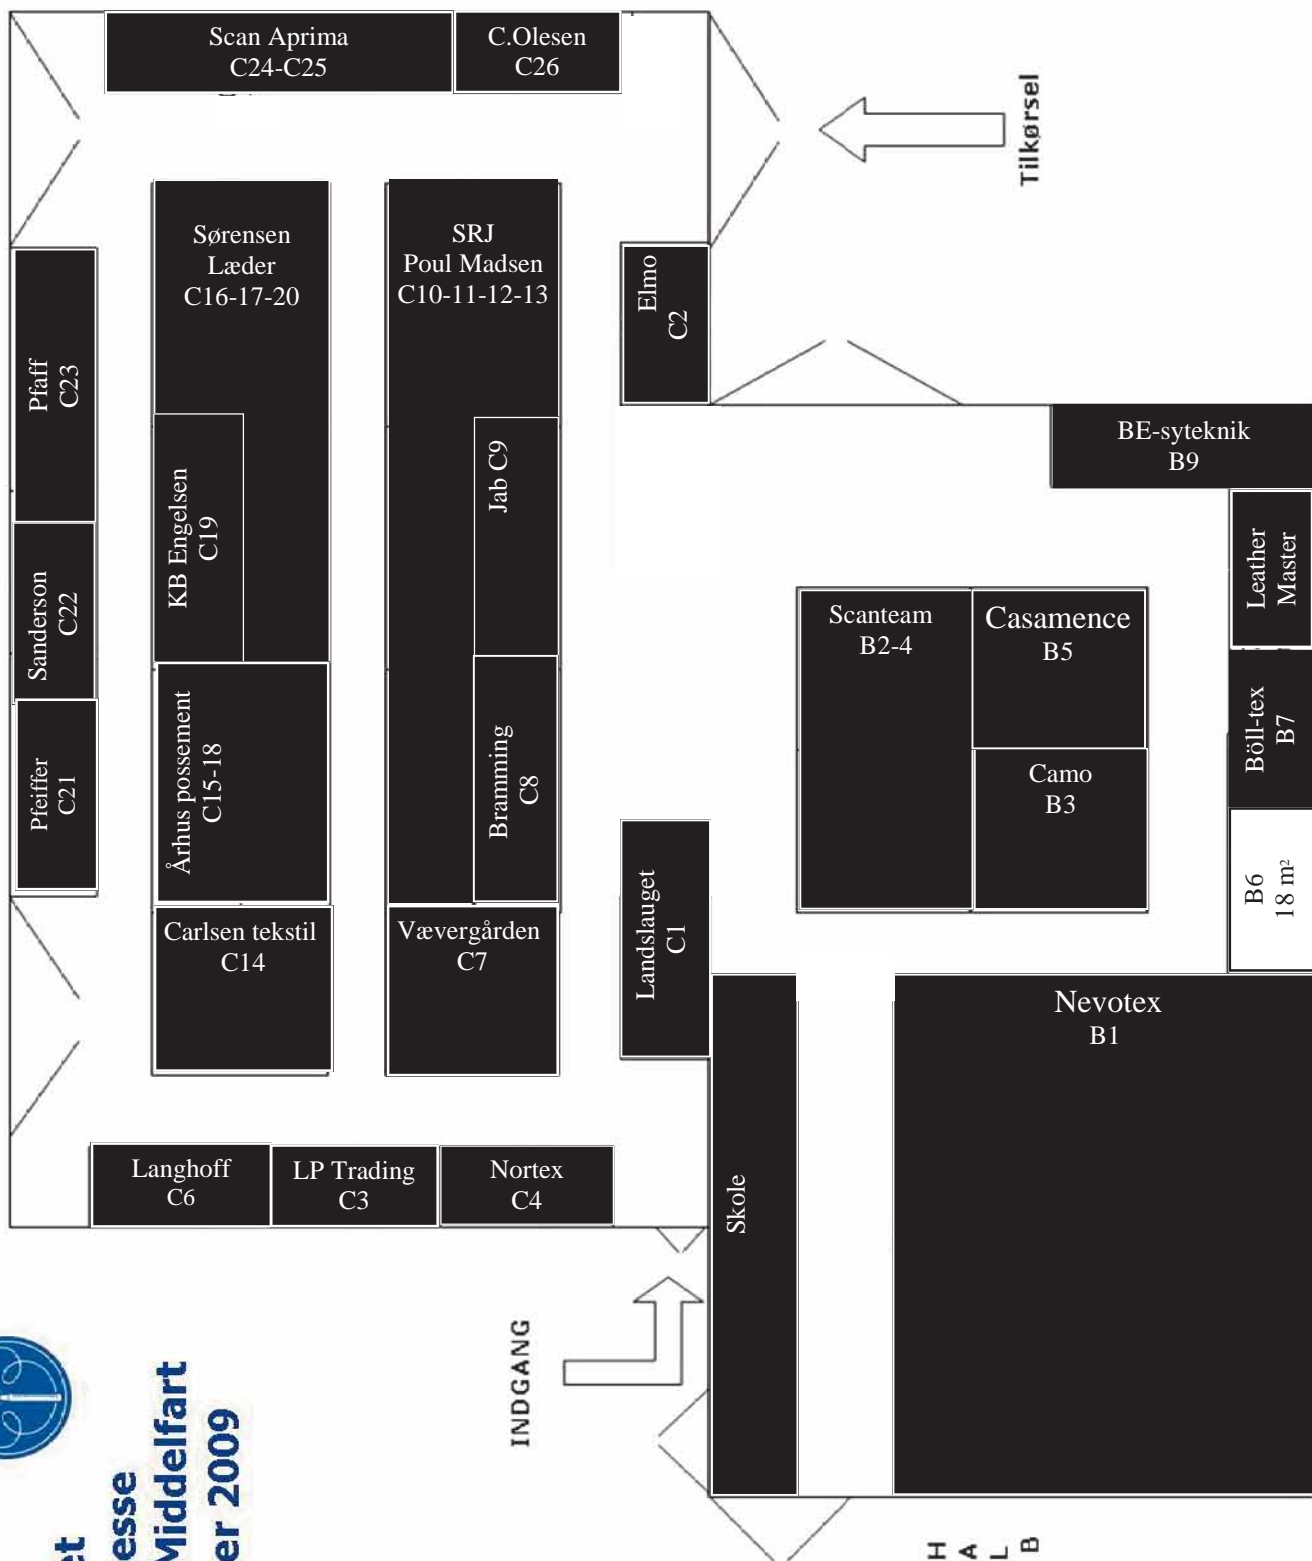 Scan Aprima
C24-C25
C.Olesen
C26
Tilkørsel
Sørensen
Læder
C16-17-20
SRJ
Poul Madsen
C10-11-12-13
Elmo
C2
Pfaff
C23
KB Engelsen
C19
Jab C9
BE-syteknik
B9
Sanderson
C22
Leather
Master
Scanteam
B2-4
Casamence
B5
Pfeiffer
C21
Århus possement
C15-18
Bramming
C8
Camo
B3
Böll-tex
B7
B6
18 m²
Landslauget
C1
Carlsen tekstil
C14
Vævergården
C7
Nevotex
B1
Langhoff
C6
LP Trading
C3
Nortex
C4
Skole
INDGANG
et
esse
Middelfart
er 2009
H
A
L
B